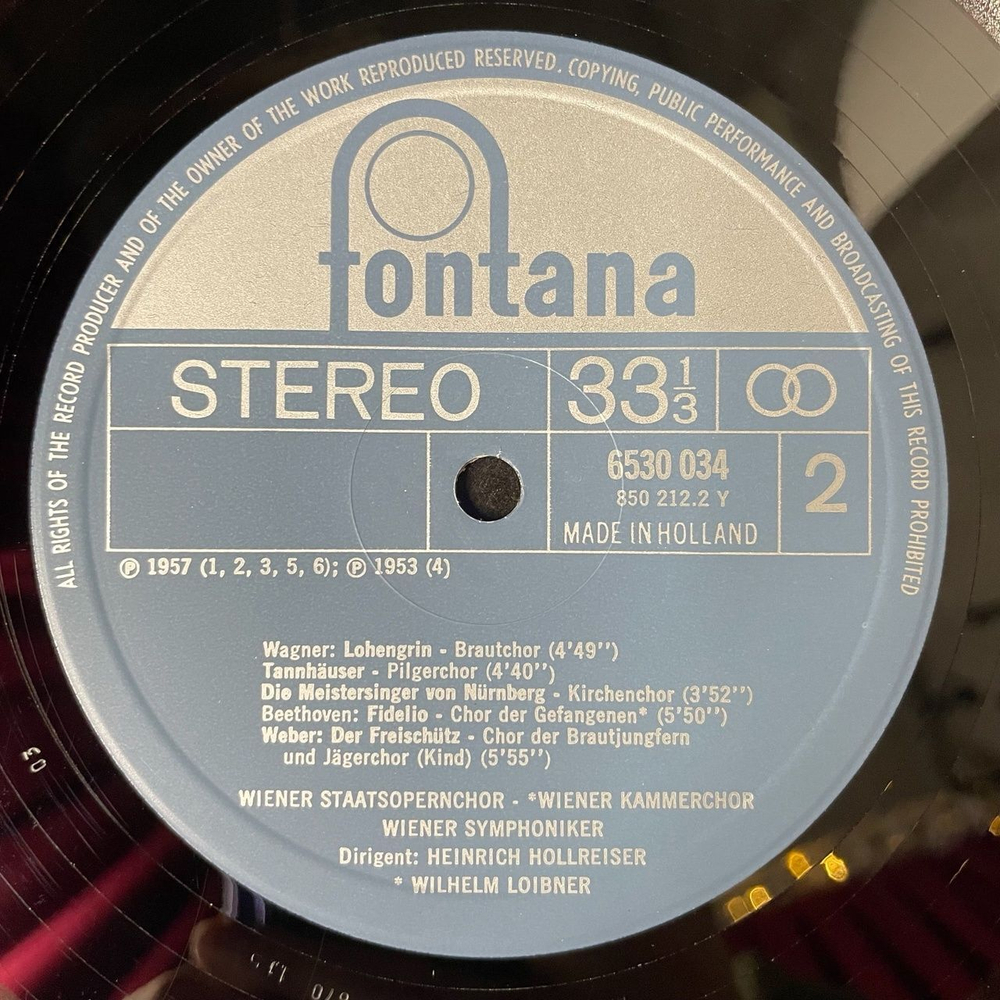 ALL RIGHTS OF THE RECORD PRODUCER AND OF THE OWNER OF THE WORK REPRODUCED RESERVED. COPYING, PUBLIC PERFORMANCE AND BROADCASTING OF THIS RECORD PROHIBITED
fontana
STEREO 33 1/3
6530 034
850 212.2 Y
2
MADE IN HOLLAND
℗ 1957 (1, 2, 3, 5, 6); ℗ 1953 (4)
Wagner: Lohengrin - Brautchor (4'49'')
Tannhäuser - Pilgerchor (4'40'')
Die Meistersinger von Nürnberg - Kirchenchor (3'52'')
Beethoven: Fidelio - Chor der Gefangenen* (5'50'')
Weber: Der Freischütz - Chor der Brautjungfern
und Jägerchor (Kind) (5'55'')
WIENER STAATSOPERNCHOR - *WIENER KAMMERCHOR
WIENER SYMPHONIKER
Dirigent: HEINRICH HOLLREISER
* WILHELM LOIBNER
03
670